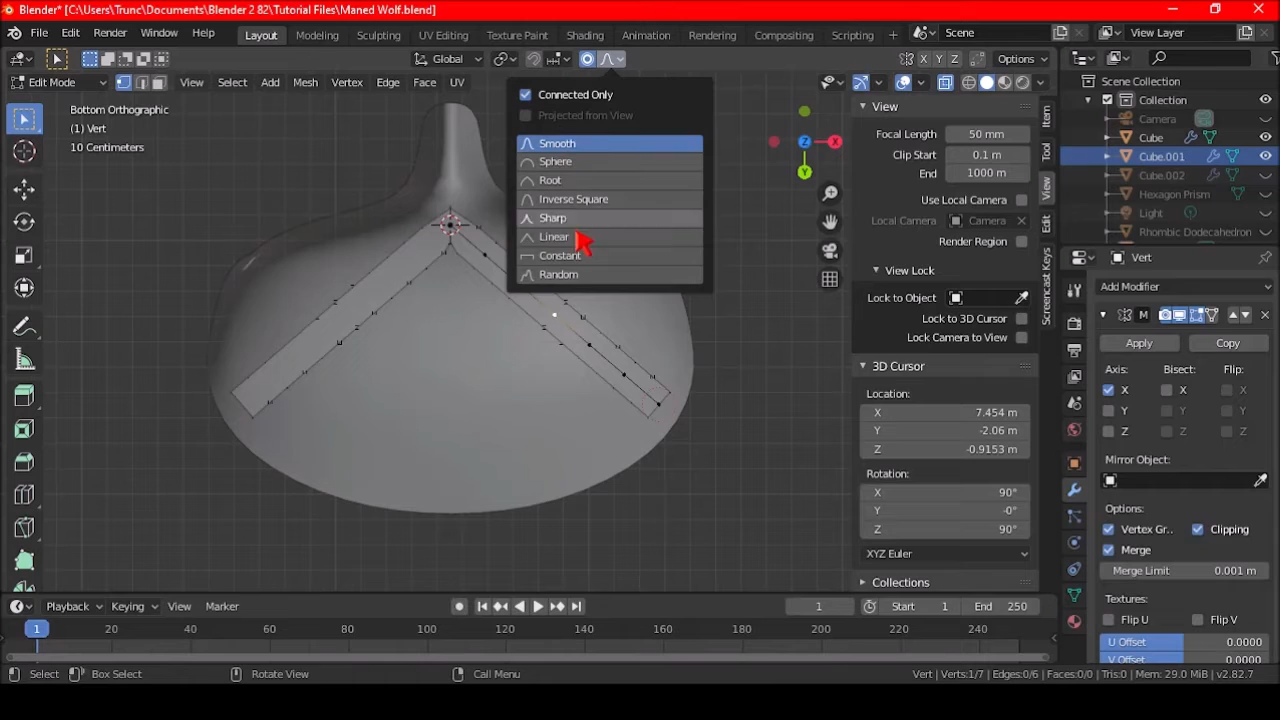 Blender* [C:\Users\Trunc\Documents\Blender 2 82\Tutorial Files\Maned Wolf.blend]
File Edit Render Window Help Layout Modeling Sculpting UV Editing Texture Paint Shading Animation Rendering Compositing Scripting + Scene View Layer
Global X Y Z Options
Edit Mode View Select Add Mesh Vertex Edge Face UV
Bottom Orthographic
(1) Vert
10 Centimeters
Connected Only
Projected from View
Smooth
Sphere
Root
Inverse Square
Sharp
Linear
Constant
Random
X
Z
Y
View
Focal Length 50 mm
Clip Start 0.1 m
End 1000 m
Use Local Camera
Local Camera
Render Region
View Lock
Lock to Object
Lock to 3D Cursor
Lock Camera to View
3D Cursor
Location:
X 7.454 m
Y -2.06 m
Z -0.9153 m
Rotation:
X 90°
Y -0°
Z 90°
XYZ Euler
Collections
Item
Tool
View
Edit
Screencast Keys
Scene Collection
Collection
Camera
Cube
Cube.001
Cube.002
Hexagon Prism
Light
Rhombic Dodecahedron
Vert
Add Modifier
M
Apply Copy
Axis: Bisect: Flip:
X X X
Y Y Y
Z Z Z
Mirror Object:
Options:
Vertex Gr.. Clipping
Merge
Merge Limit 0.001 m
Textures:
Flip U Flip V
U Offset 0.0000
V Offset 0.0000
Playback Keying View Marker 1 Start 1 End 250
1 20 40 60 80 100 120 140 160 180 200 220 240
Select Box Select Rotate View Call Menu Vert | Verts:1/7 | Edges:0/6 | Faces:0/0 | Tris:0 | Mem: 29.0 MiB | v2.82.7